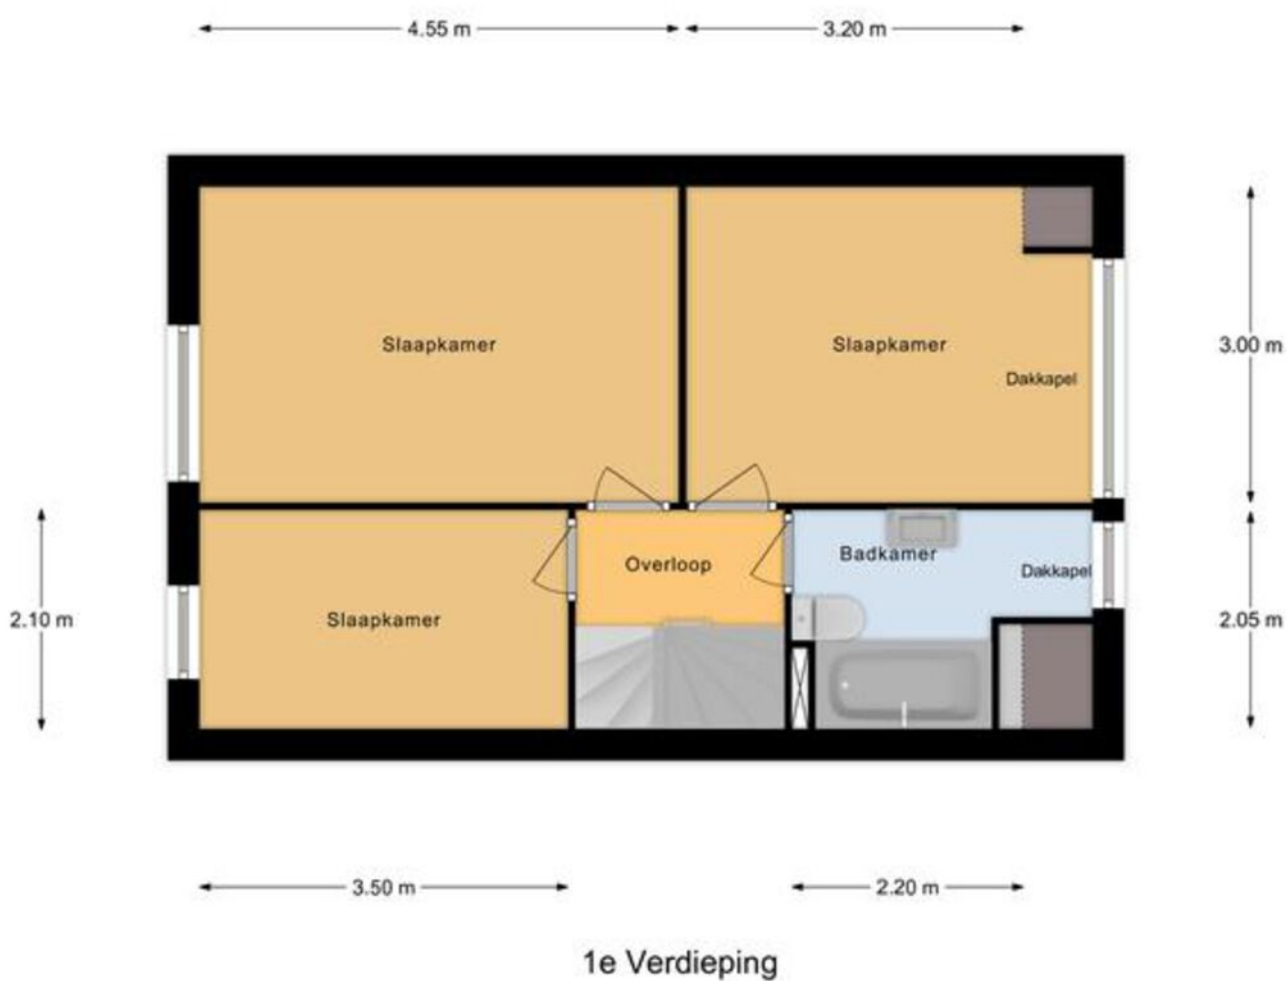 4.55 m
3.20 m
Slaapkamer
Slaapkamer
3.00 m
Dakkapel
Badkamer
Overloop
Dakkapel
2.10 m
Slaapkamer
2.05 m
3.50 m
2.20 m
1e Verdieping